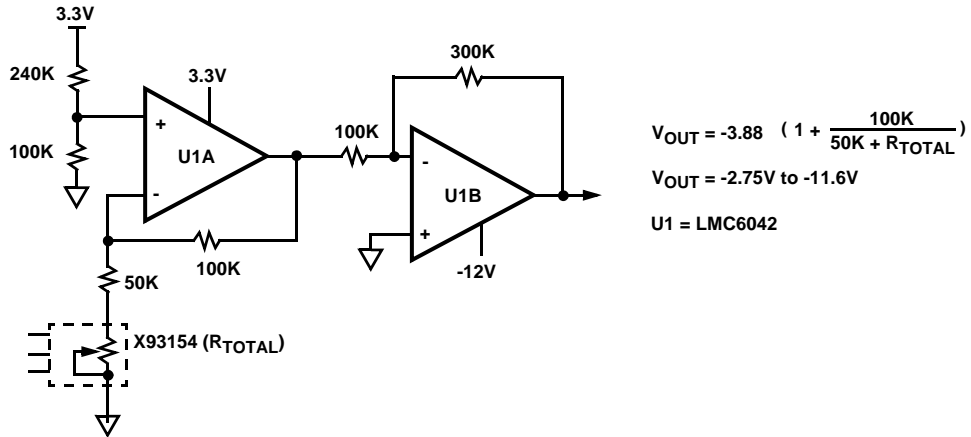 3.3V
240K
100K
3.3V
+
U1A
-
100K
50K
X93154 (RTOTAL)
100K
300K
-
U1B
+
-12V
VOUT = -3.88 ( 1 + 100K / 50K + RTOTAL )
VOUT = -2.75V to -11.6V
U1 = LMC6042